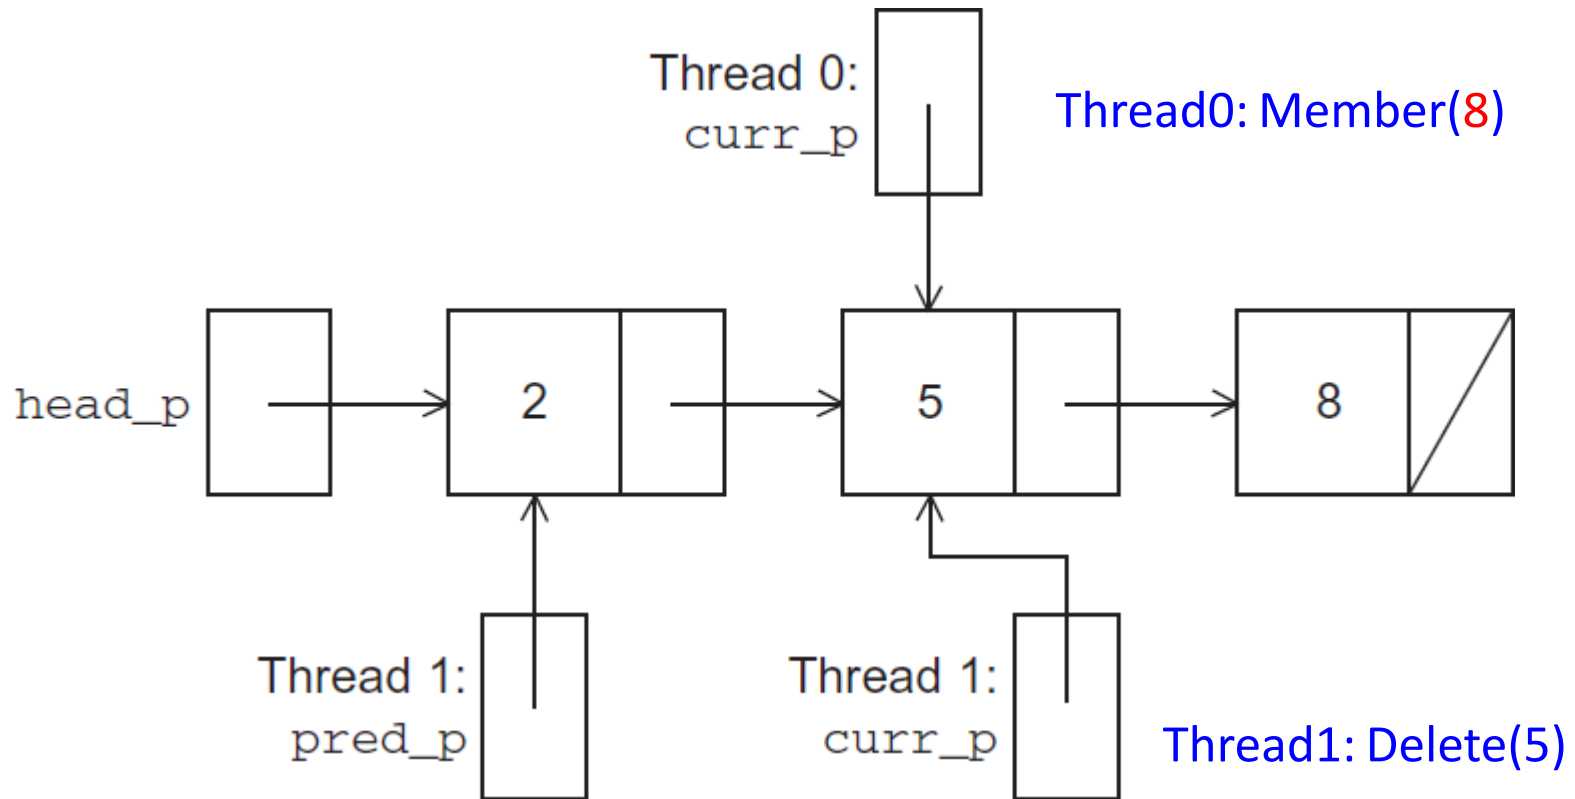 Thread 0:
curr_p
Thread0: Member(8)
head_p
2
5
8
Thread 1:
pred_p
Thread 1:
curr_p
Thread1: Delete(5)